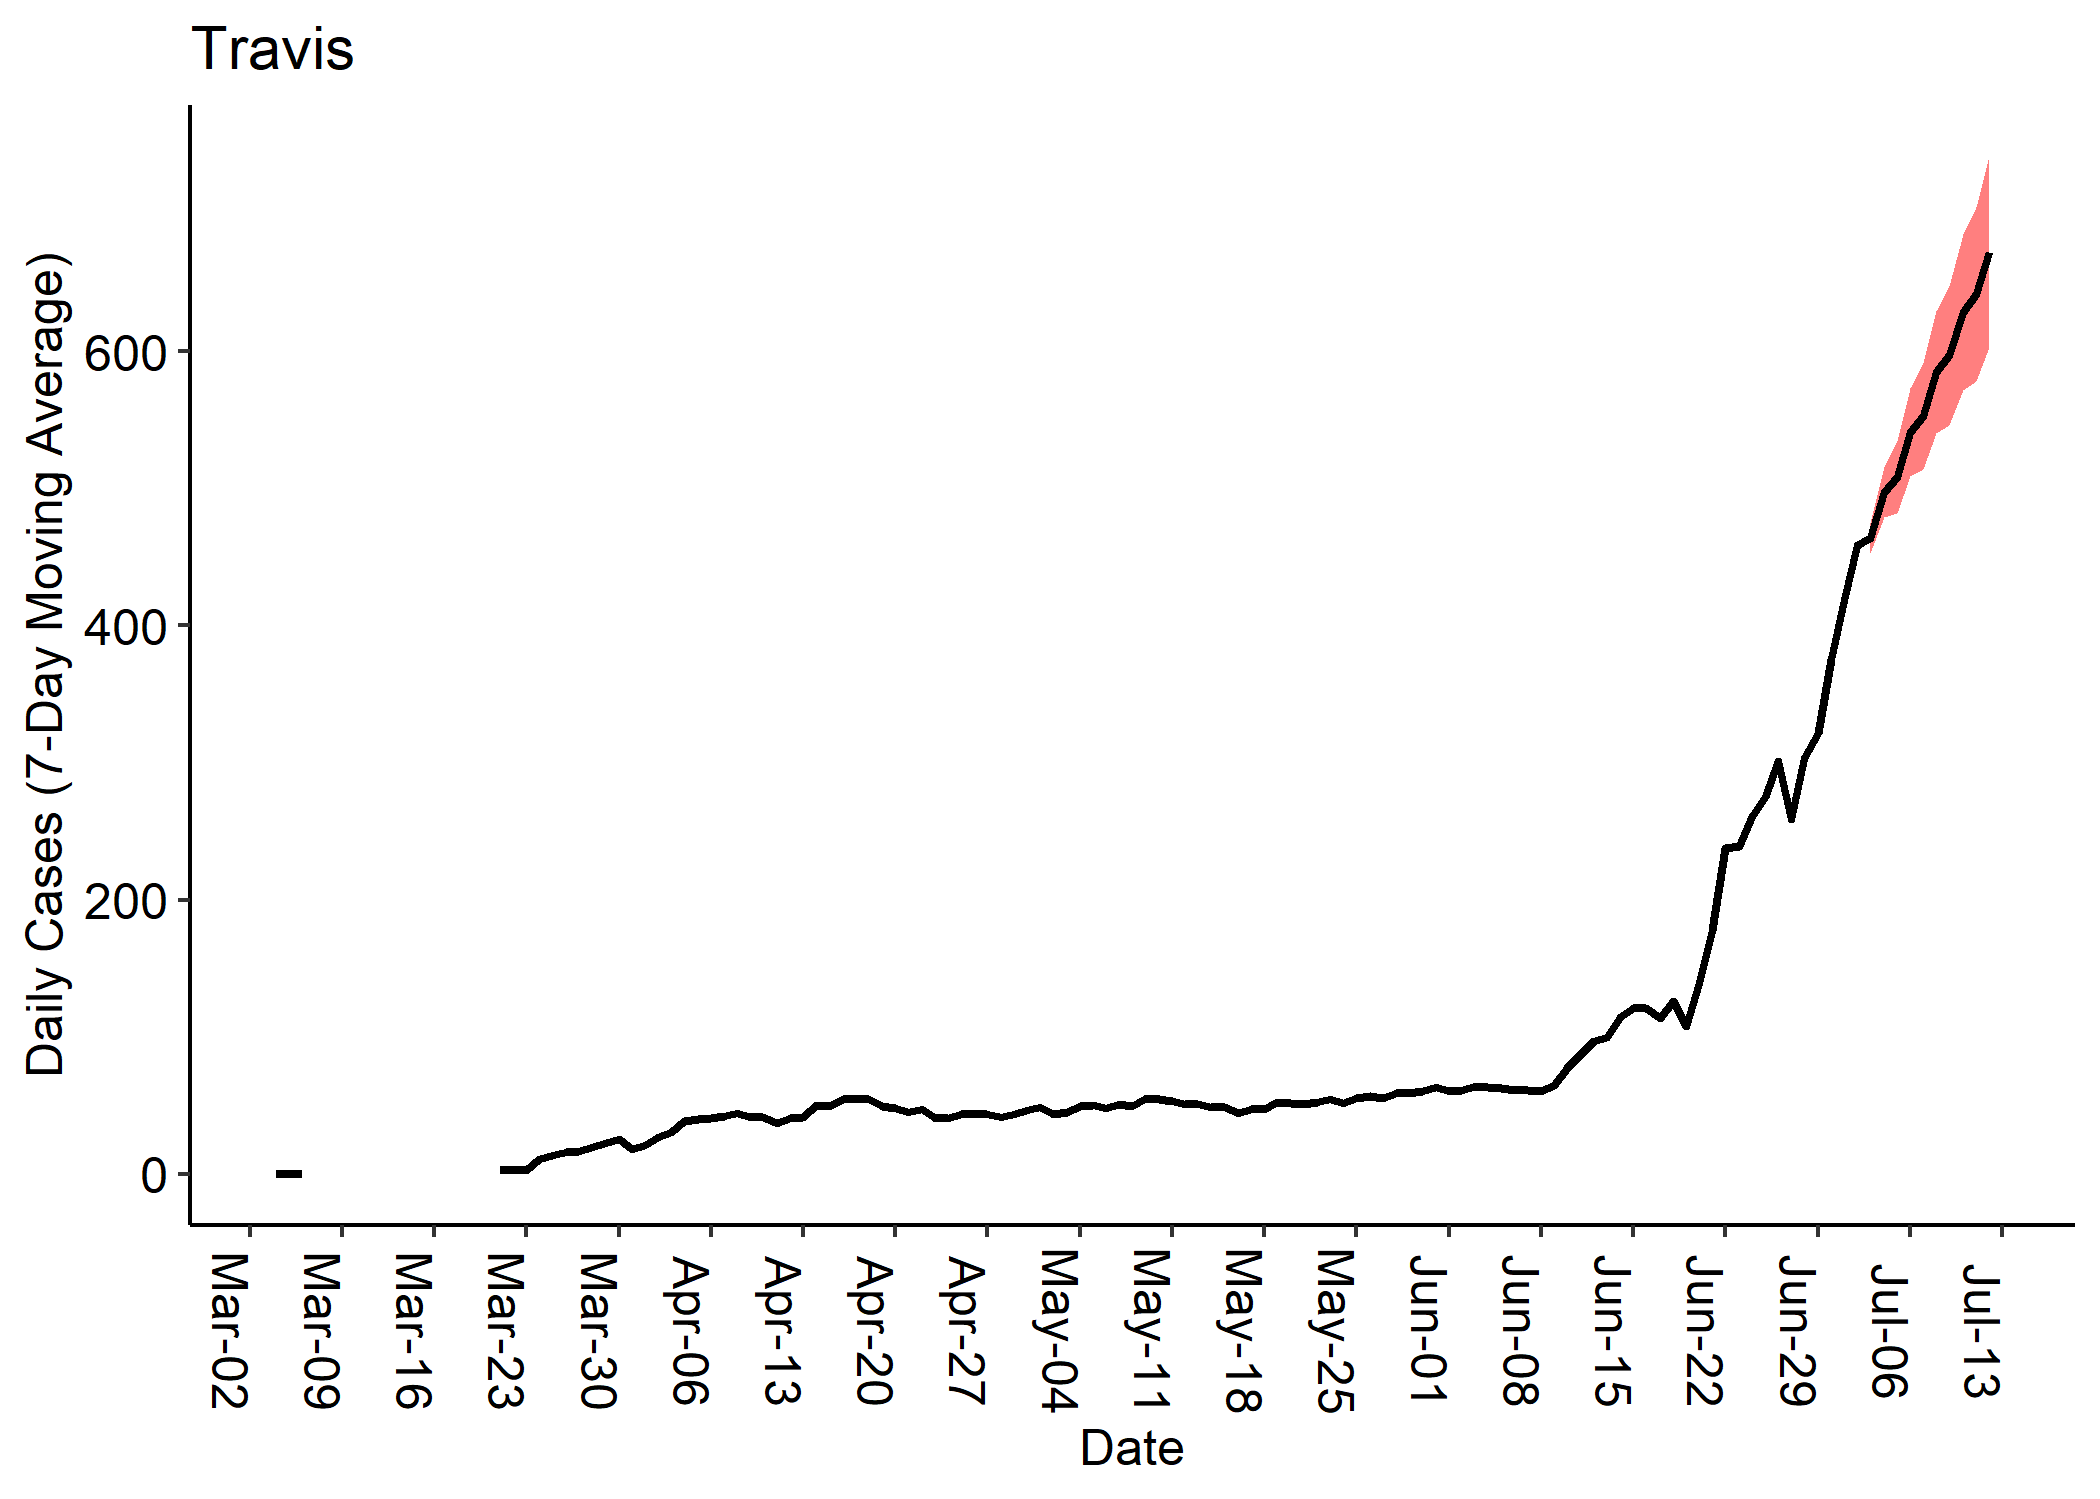 Travis
Daily Cases (7-Day Moving Average)
600
400
200
0
Mar-02
Mar-09
Mar-16
Mar-23
Mar-30
Apr-06
Apr-13
Apr-20
Apr-27
May-04
May-11
May-18
May-25
Jun-01
Jun-08
Jun-15
Jun-22
Jun-29
Jul-06
Jul-13
Date